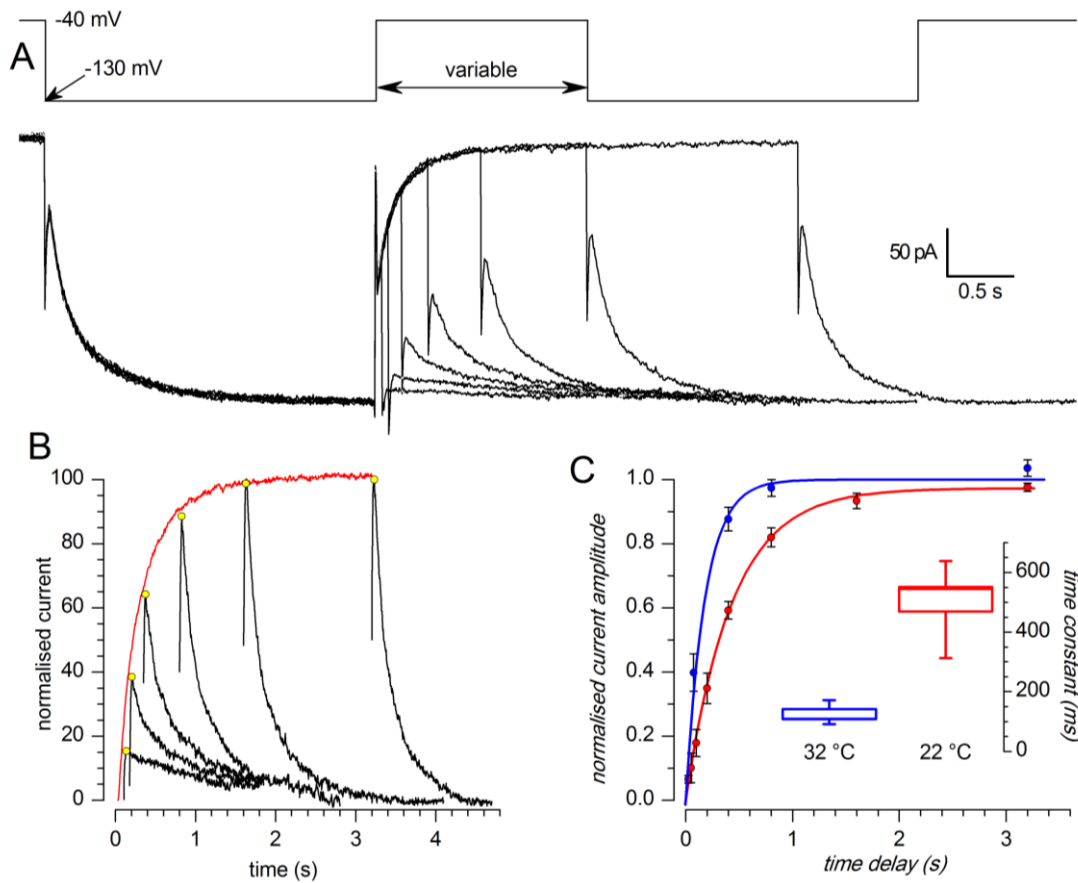 A
-40 mV
-130 mV
variable
50 pA
0.5 s
B
normalised current
100
80
60
40
20
0
0
1
2
3
4
time (s)
C
normalised current amplitude
1.0
0.8
0.6
0.4
0.2
0.0
0
1
2
3
time delay (s)
32 °C
22 °C
600
400
200
0
time constant (ms)